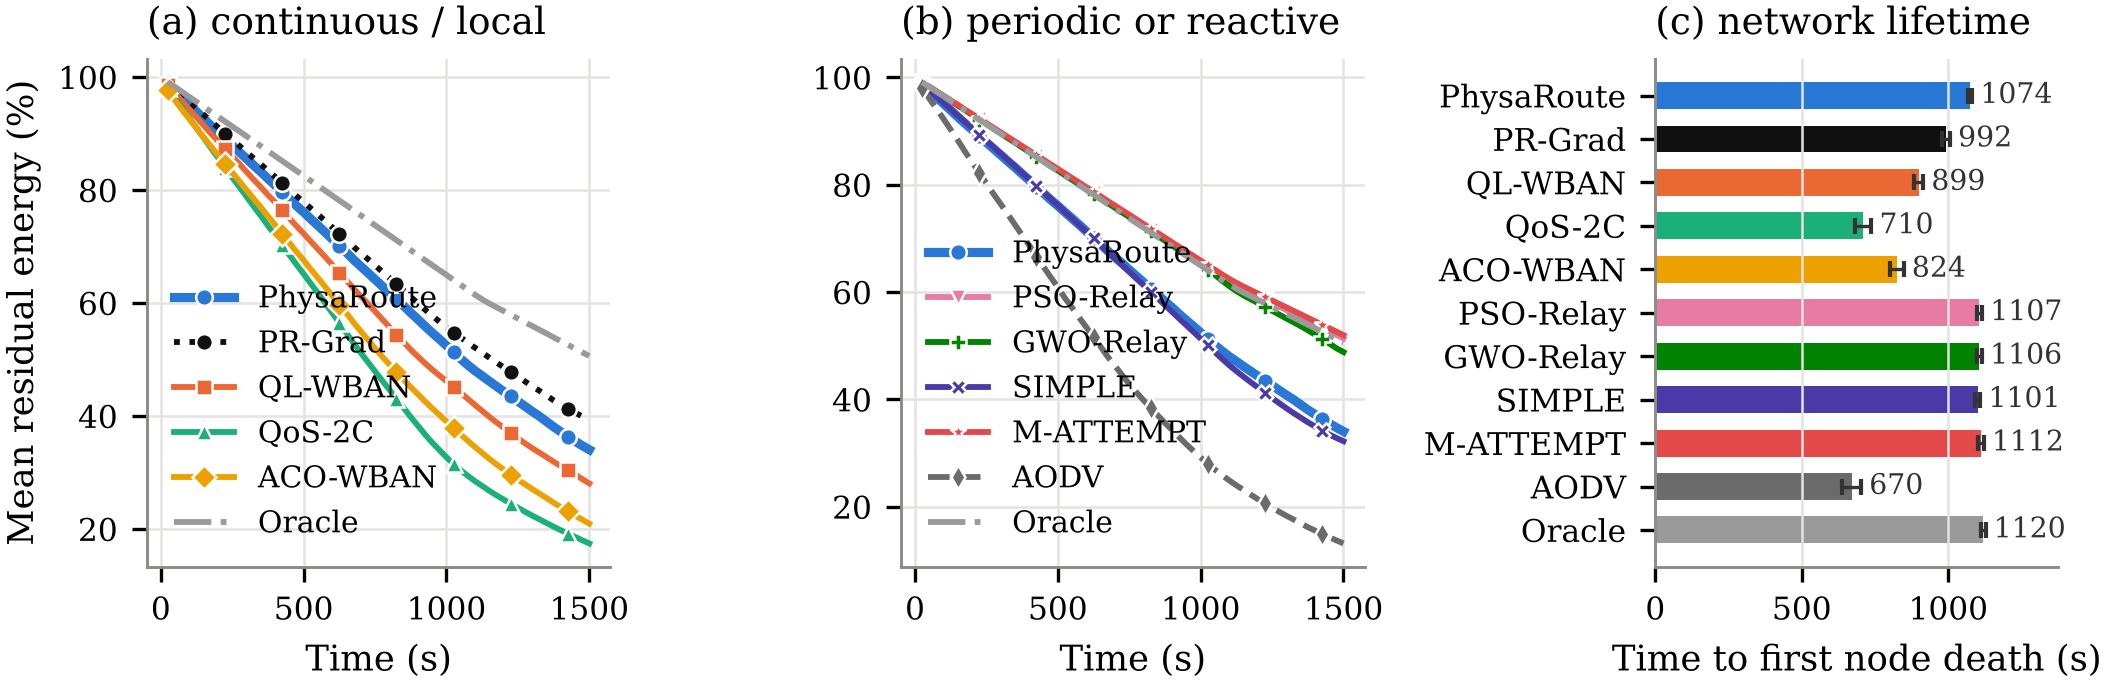 (a) continuous / local
Mean residual energy (%)
100
80
60
40
20
PhysaRoute
PR-Grad
QL-WBAN
QoS-2C
ACO-WBAN
Oracle
0 500 1000 1500
Time (s)
(b) periodic or reactive
100
80
60
40
20
PhysaRoute
PSO-Relay
GWO-Relay
SIMPLE
M-ATTEMPT
AODV
Oracle
0 500 1000 1500
Time (s)
(c) network lifetime
PhysaRoute 1074
PR-Grad 992
QL-WBAN 899
QoS-2C 710
ACO-WBAN 824
PSO-Relay 1107
GWO-Relay 1106
SIMPLE 1101
M-ATTEMPT 1112
AODV 670
Oracle 1120
0 500 1000
Time to first node death (s)